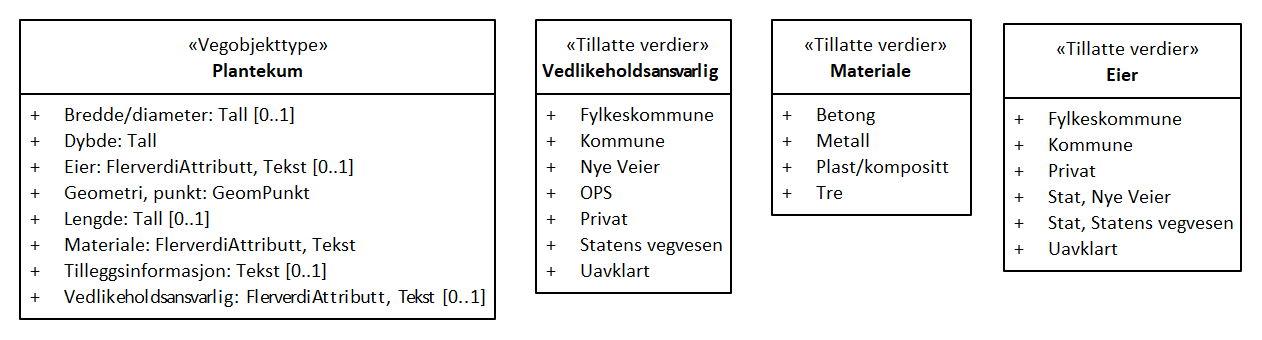 «Vegobjekttype»
Plantekum
+ Bredde/diameter: Tall [0..1]
+ Dybde: Tall
+ Eier: FlerverdiAttributt, Tekst [0..1]
+ Geometri, punkt: GeomPunkt
+ Lengde: Tall [0..1]
+ Materiale: FlerverdiAttributt, Tekst
+ Tilleggsinformasjon: Tekst [0..1]
+ Vedlikeholdsansvarlig: FlerverdiAttributt, Tekst [0..1]
«Tillatte verdier»
Vedlikeholdsansvarlig
+ Fylkeskommune
+ Kommune
+ Nye Veier
+ OPS
+ Privat
+ Statens vegvesen
+ Uavklart
«Tillatte verdier»
Materiale
+ Betong
+ Metall
+ Plast/kompositt
+ Tre
«Tillatte verdier»
Eier
+ Fylkeskommune
+ Kommune
+ Privat
+ Stat, Nye Veier
+ Stat, Statens vegvesen
+ Uavklart